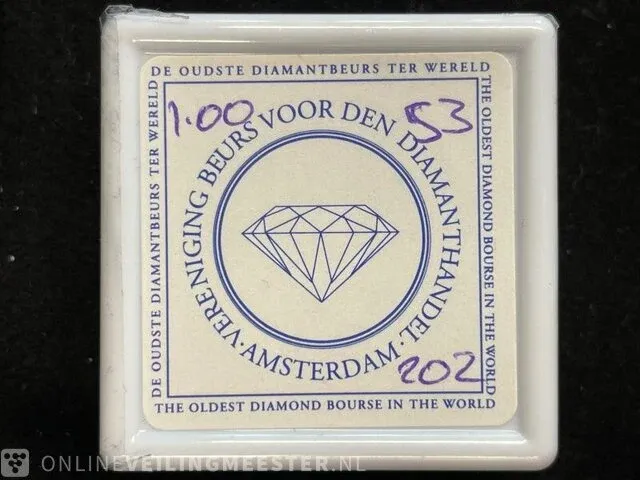 DE OUDSTE DIAMANTBEURS TER WERELD
DE OUDSTE DIAMANTBEURS TER WERELD
THE OLDEST DIAMOND BOURSE IN THE WORLD
1.00
53
VERENIGING BEURS VOOR DEN DIAMANTHANDEL
· AMSTERDAM ·
202
THE OLDEST DIAMOND BOURSE IN THE WORLD
ONLINEVEILINGMEESTER.NL